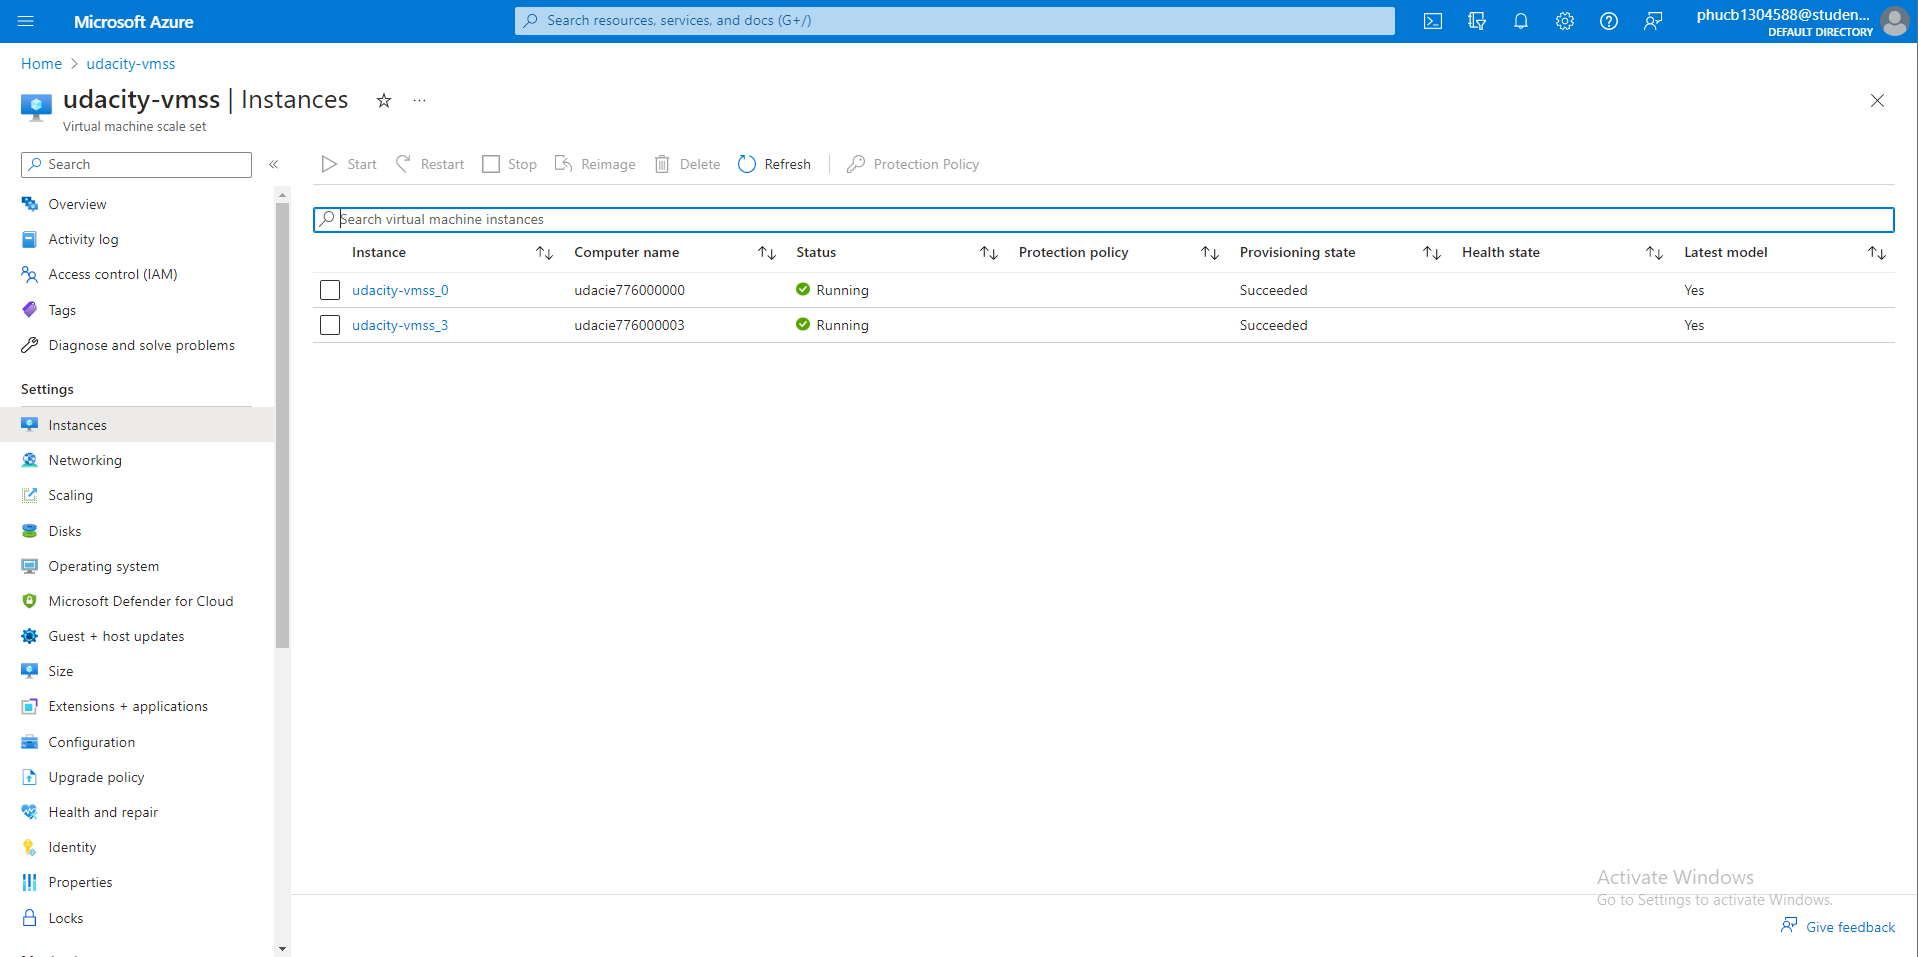 Microsoft Azure
Search resources, services, and docs (G+/)
phucb1304588@studen...
DEFAULT DIRECTORY
Home > udacity-vmss
udacity-vmss | Instances
Virtual machine scale set
Search
Start Restart Stop Reimage Delete Refresh Protection Policy
Overview
Activity log
Access control (IAM)
Tags
Diagnose and solve problems
Settings
Instances
Networking
Scaling
Disks
Operating system
Microsoft Defender for Cloud
Guest + host updates
Size
Extensions + applications
Configuration
Upgrade policy
Health and repair
Identity
Properties
Locks
Search virtual machine instances
Instance Computer name Status Protection policy Provisioning state Health state Latest model
udacity-vmss_0 udacie776000000 Running Succeeded Yes
udacity-vmss_3 udacie776000003 Running Succeeded Yes
Activate Windows
Go to Settings to activate Windows.
Give feedback